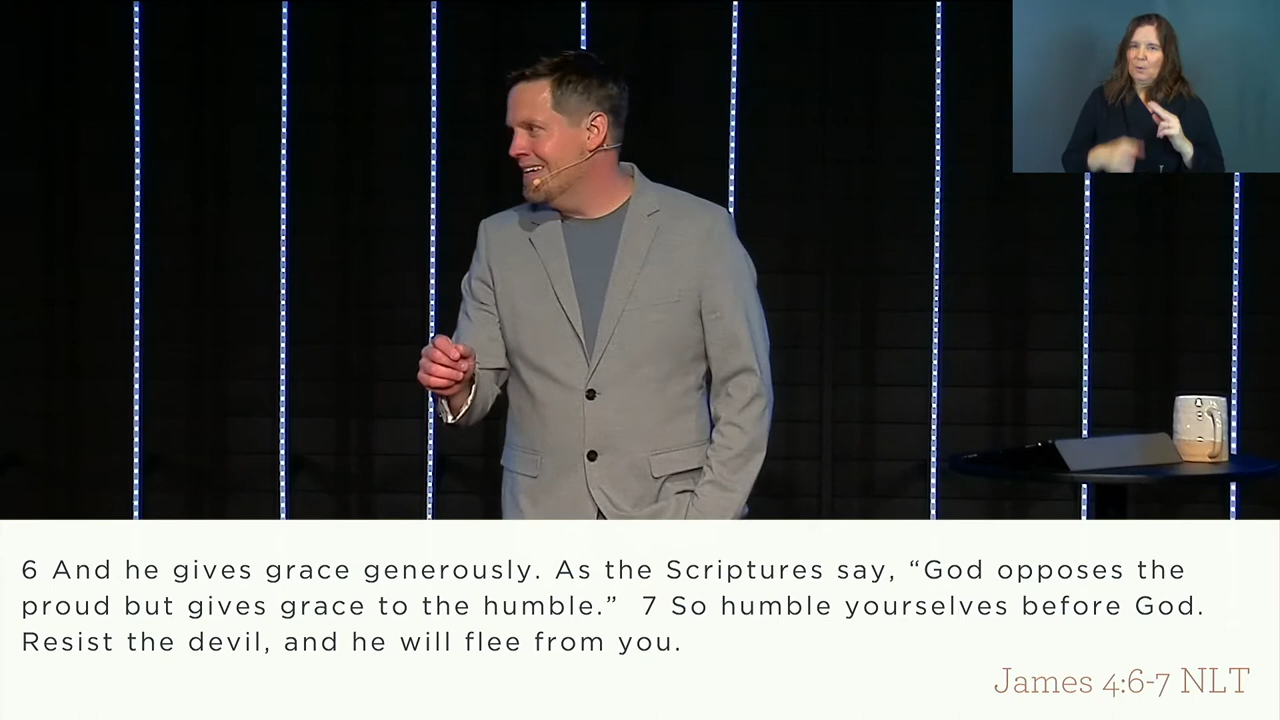 6 And he gives grace generously. As the Scriptures say, “God opposes the
proud but gives grace to the humble.”  7 So humble yourselves before God.
Resist the devil, and he will flee from you.
James 4:6-7 NLT